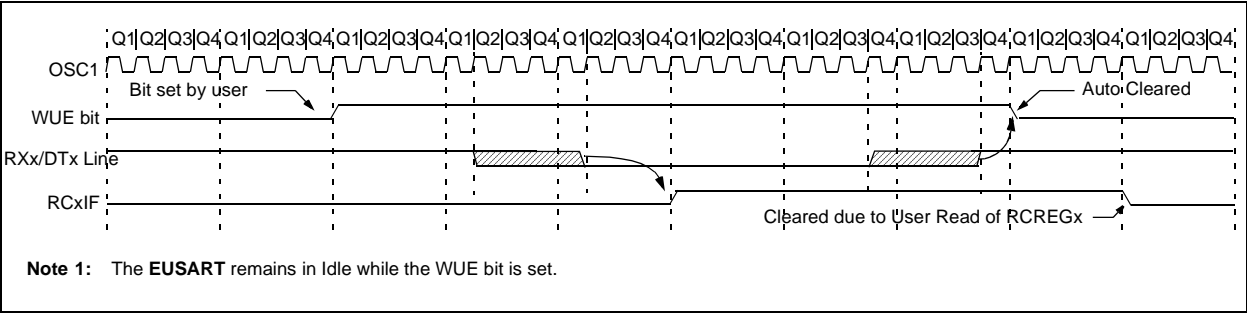 Q1|Q2|Q3|Q4|Q1|Q2|Q3|Q4|Q1|Q2|Q3|Q4|Q1|Q2|Q3|Q4|Q1|Q2|Q3|Q4|Q1|Q2|Q3|Q4|Q1|Q2|Q3|Q4|Q1|Q2|Q3|Q4|Q1|Q2|Q3|Q4|Q1|Q2|Q3|Q4
OSC1
Bit set by user
Auto Cleared
WUE bit
RXx/DTx Line
RCxIF
Cleared due to User Read of RCREGx
Note 1: The EUSART remains in Idle while the WUE bit is set.